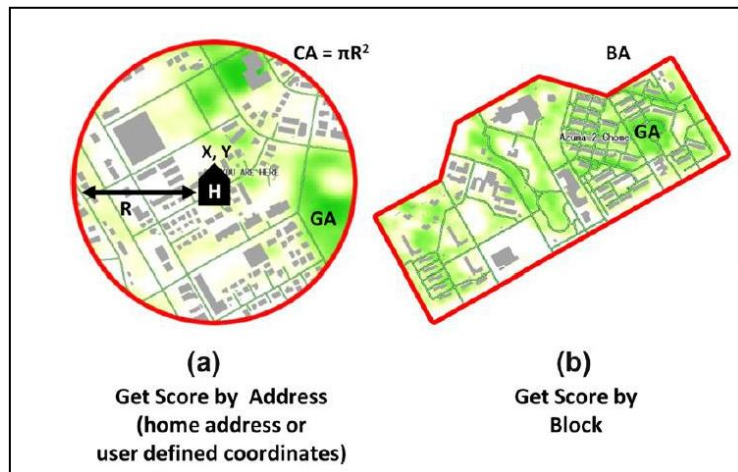 CA = πR²
X, Y
YOU ARE HERE
H
R
GA
(a)
Get Score by Address
(home address or
user defined coordinates)
BA
Azuma 2 Chome
GA
(b)
Get Score by
Block